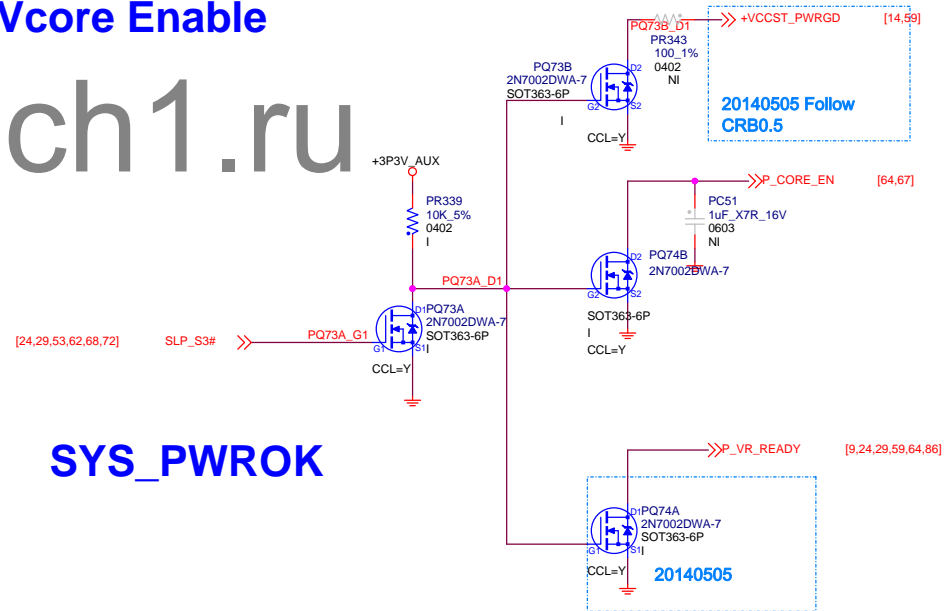 Vcore Enable
ch1.ru
+3P3V_AUX
PR339
10K_5%
0402
I
[24,29,53,62,68,72]
SLP_S3#
PQ73A_G1
PQ73A_D1
D1
PQ73A
2N7002DWA-7
SOT363-6P
I
G1
S1
CCL=Y
PQ73B_D1
PR343
100_1%
0402
NI
+VCCST_PWRGD
[14,59]
PQ73B
2N7002DWA-7
SOT363-6P
I
D2
G2
S2
CCL=Y
20140505 Follow
CRB0.5
P_CORE_EN
[64,67]
PC51
1uF_X7R_16V
0603
NI
D2
PQ74B
2N7002DWA-7
G2
S2
SOT363-6P
I
CCL=Y
SYS_PWROK
P_VR_READY
[9,24,29,59,64,86]
D1
PQ74A
2N7002DWA-7
SOT363-6P
I
G1
S1
CCL=Y
20140505